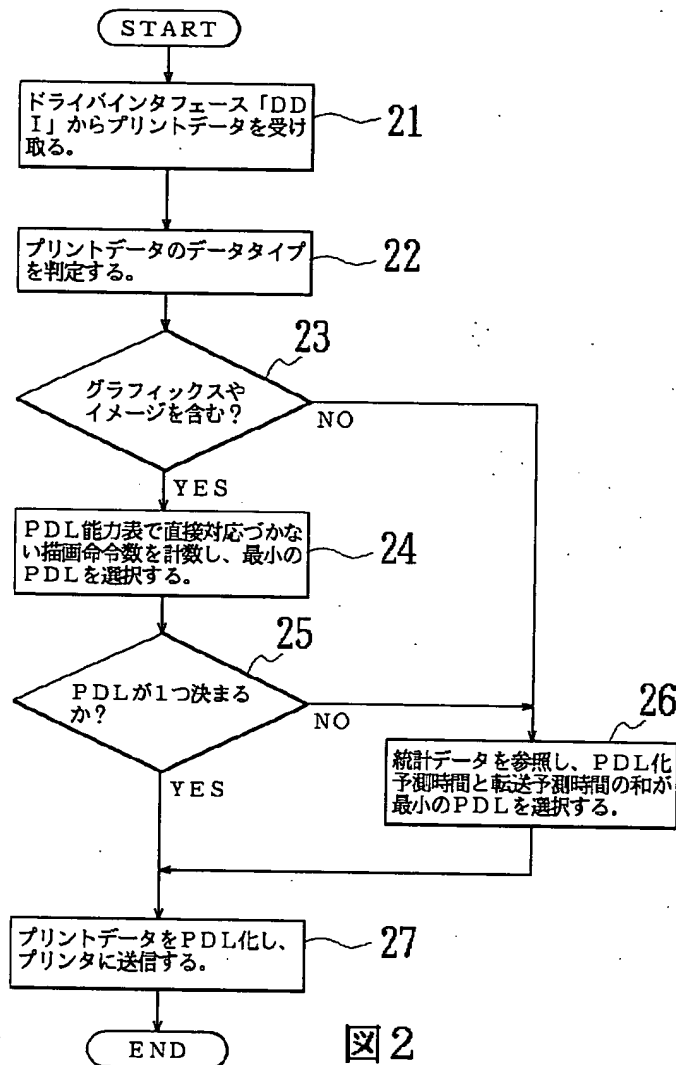 START
ドライバインタフェース「DD
I」からプリントデータを受け
取る。
21
プリントデータのデータタイプ
を判定する。
22
23
グラフィックスや
イメージを含む?
NO
YES
PDL能力表で直接対応づかな
い描画命令数を計数し、最小の
PDLを選択する。
24
25
PDLが1つ決まる
か?
NO
YES
26
統計データを参照し、PDL化
予測時間と転送予測時間の和が
最小のPDLを選択する。
プリントデータをPDL化し、
プリンタに送信する。
27
END
図2